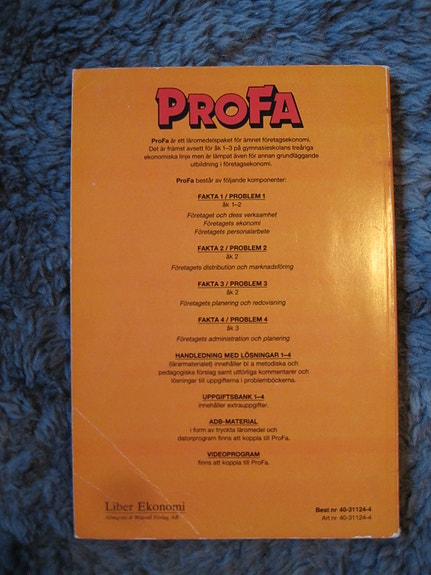 PROFA
ProFa är ett läromedelspaket för ämnet företagsekonomi.
Det är främst avsett för åk 1–3 på gymnasieskolans treåriga
ekonomiska linje men är lämpat även för annan grundläggande
utbildning i företagsekonomi.
ProFa består av följande komponenter:
FAKTA 1 / PROBLEM 1
åk 1–2
Företaget och dess verksamhet
Företagets ekonomi
Företagets personalarbete
FAKTA 2 / PROBLEM 2
åk 2
Företagets distribution och marknadsföring
FAKTA 3 / PROBLEM 3
åk 2
Företagets planering och redovisning
FAKTA 4 / PROBLEM 4
åk 3
Företagets administration och planering
HANDLEDNING MED LÖSNINGAR 1–4
(lärarmaterialet) innehåller bl a metodiska och
pedagogiska förslag samt utförliga kommentarer och
lösningar till uppgifterna i problemböckerna.
UPPGIFTSBANK 1–4
innehåller extrauppgifter.
ADB-MATERIAL
i form av tryckta läromedel och
datorprogram finns att koppla till ProFa.
VIDEOPROGRAM
finns att koppla till ProFa.
Liber Ekonomi
Almqvist & Wiksell Förlag AB
Best nr 40-31124-4
Art nr 40-31124-4